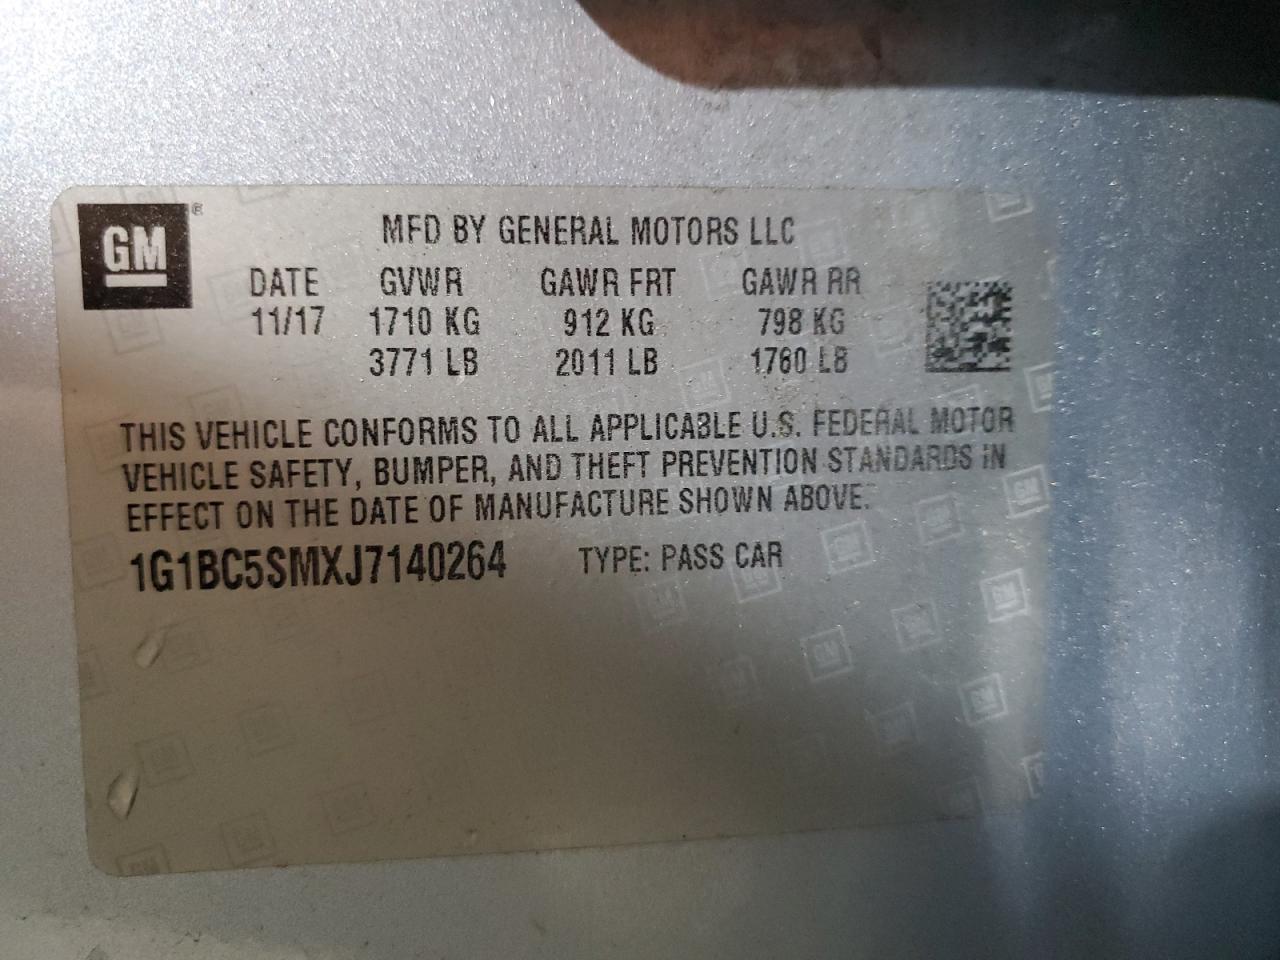 GM ®
MFD BY GENERAL MOTORS LLC
DATE GVWR GAWR FRT GAWR RR
11/17 1710 KG 912 KG 798 KG
3771 LB 2011 LB 1760 LB
THIS VEHICLE CONFORMS TO ALL APPLICABLE U.S. FEDERAL MOTOR
VEHICLE SAFETY, BUMPER, AND THEFT PREVENTION STANDARDS IN
EFFECT ON THE DATE OF MANUFACTURE SHOWN ABOVE.
1G1BC5SMXJ7140264 TYPE: PASS CAR